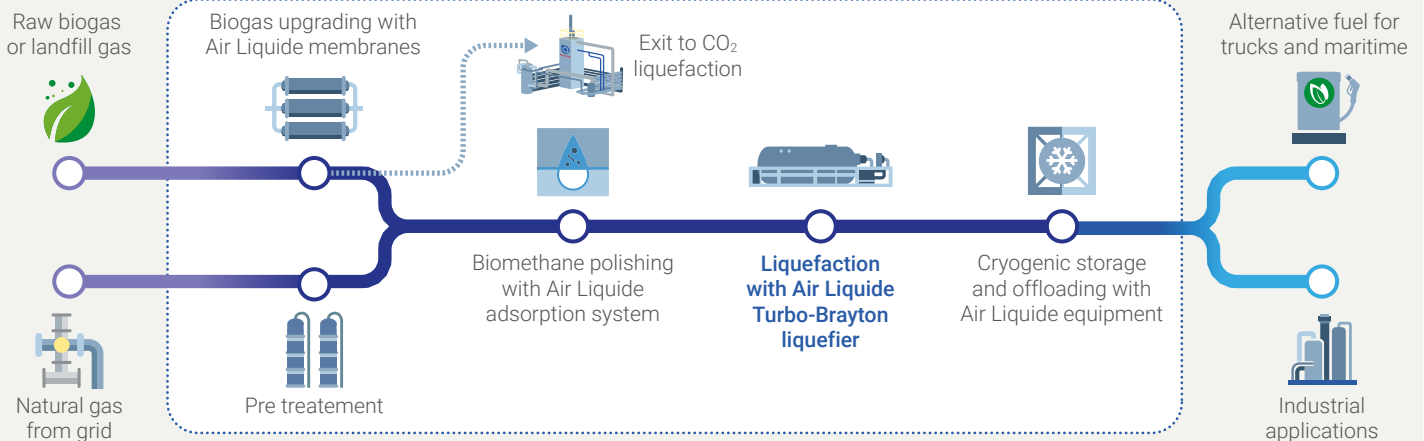 Raw biogas
or landfill gas
Biogas upgrading with
Air Liquide membranes
Exit to CO₂
liquefaction
Alternative fuel for
trucks and maritime
Biomethane polishing
with Air Liquide
adsorption system
Liquefaction
with Air Liquide
Turbo-Brayton
liquefier
Cryogenic storage
and offloading with
Air Liquide equipment
Natural gas
from grid
Pre treatement
Industrial
applications